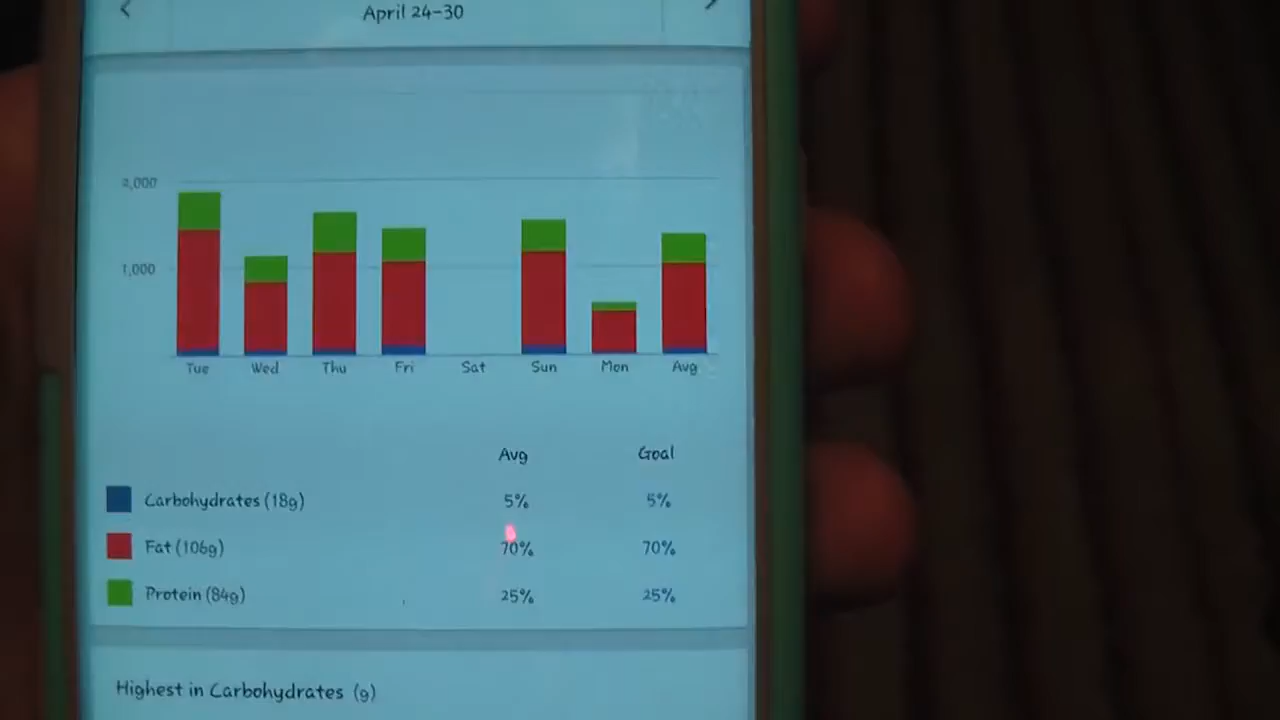 April 24-30
2,000
1,000
Tue Wed Thu Fri Sat Sun Mon Avg
Avg Goal
Carbohydrates (18g) 5% 5%
Fat (106g) 70% 70%
Protein (84g) 25% 25%
Highest in Carbohydrates (g)